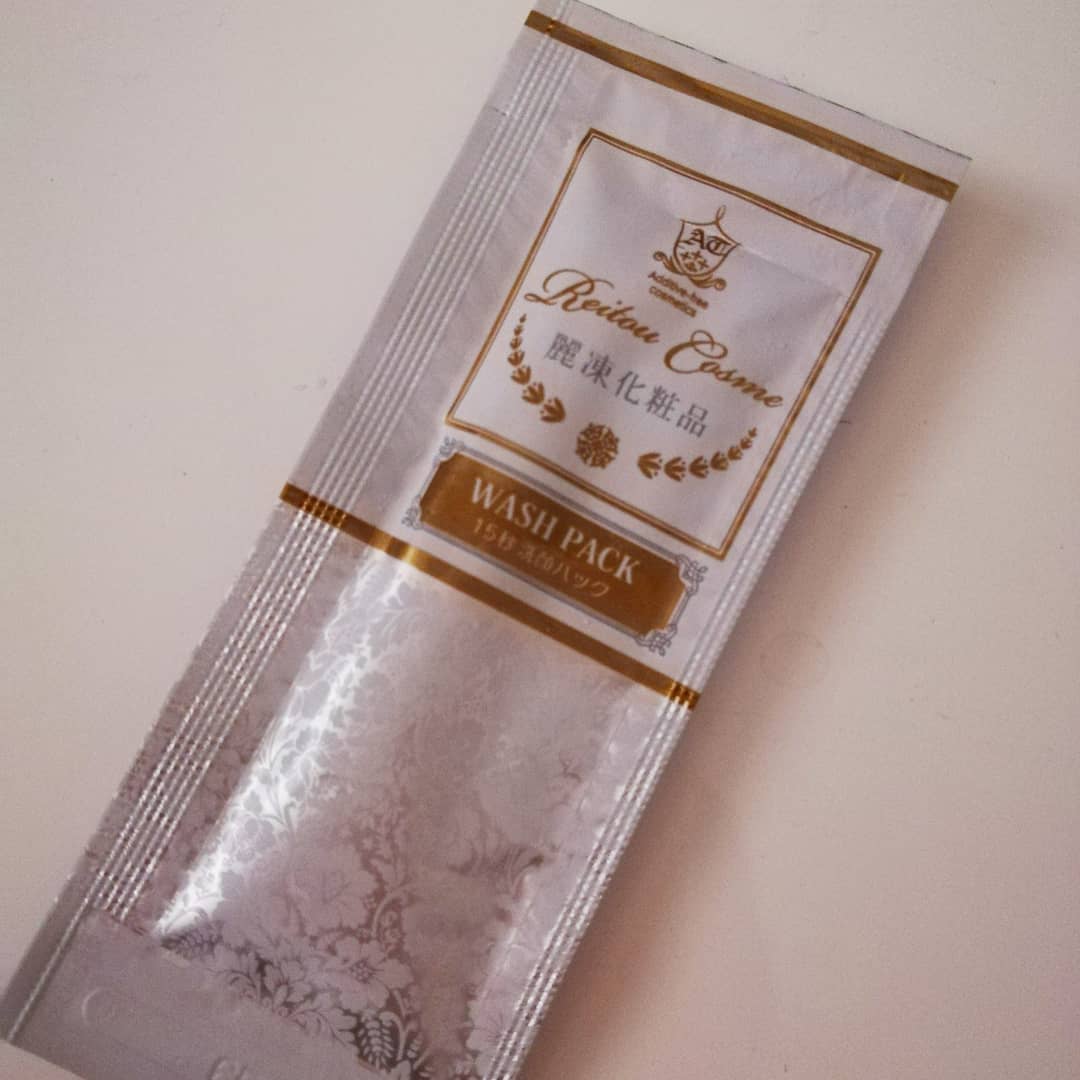 AC
Additive-free
cosmetics
Reitou Cosme
麗凍化粧品
WASH PACK
15秒洗顔パック